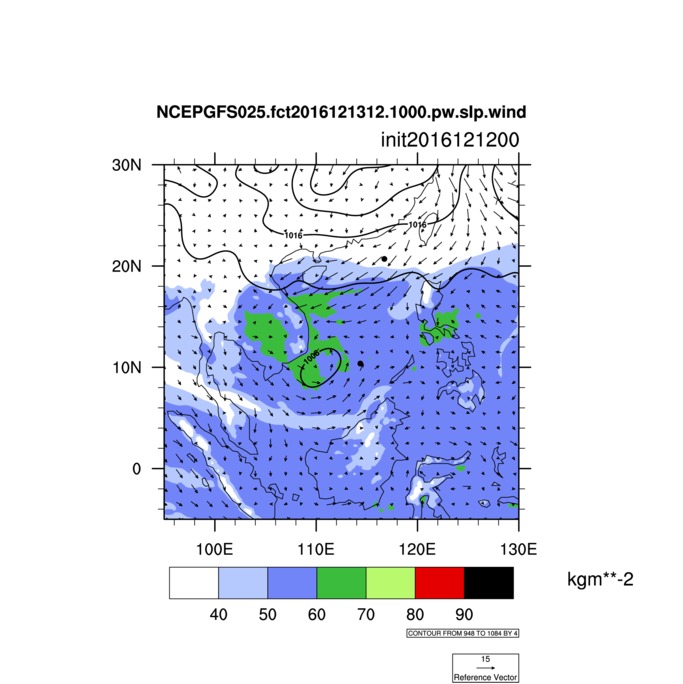 NCEPGFS025.fct2016121312.1000.pw.slp.wind
init2016121200
30N
1016
1016
20N
10N
1008
0
100E 110E 120E 130E
kgm**-2
40 50 60 70 80 90
CONTOUR FROM 948 TO 1084 BY 4
15
Reference Vector